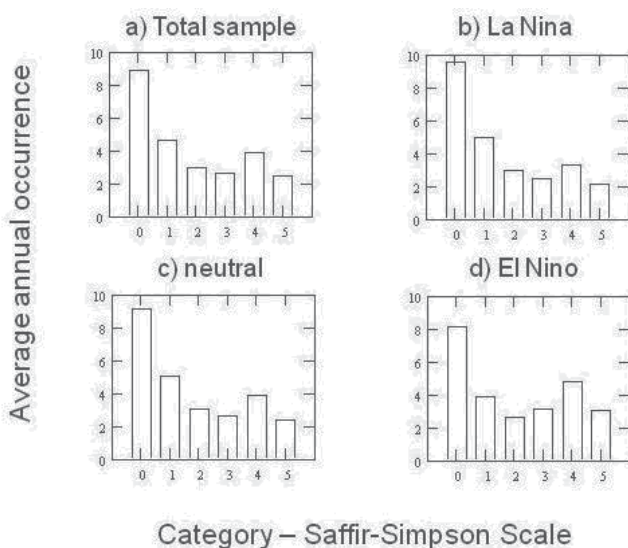 a) Total sample
b) La Nina
10
8
6
4
2
0
0 1 2 3 4 5
10
8
6
4
2
0
0 1 2 3 4 5
c) neutral
d) El Nino
10
8
6
4
2
0
0 1 2 3 4 5
10
8
6
4
2
0
0 1 2 3 4 5
Average annual occurrence
Category – Saffir-Simpson Scale